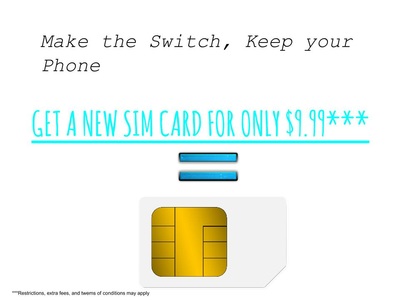 Make the Switch, Keep your
Phone
GET A NEW SIM CARD FOR ONLY $9.99***
***Restrictions, extra fees, and twerms of conditions may apply